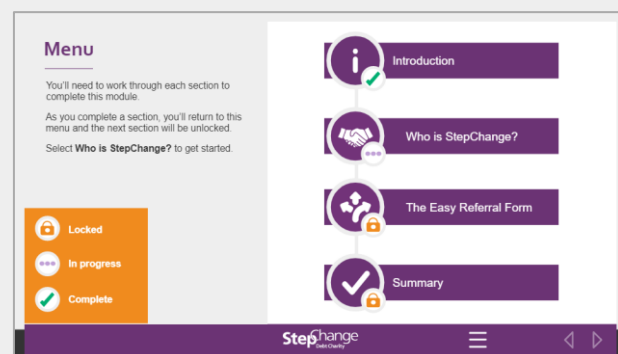 Menu
You'll need to work through each section to
complete this module.
As you complete a section, you'll return to this
menu and the next section will be unlocked.
Select Who is StepChange? to get started.
Locked
In progress
Complete
Introduction
Who is StepChange?
The Easy Referral Form
Summary
StepChange
Debt Charity